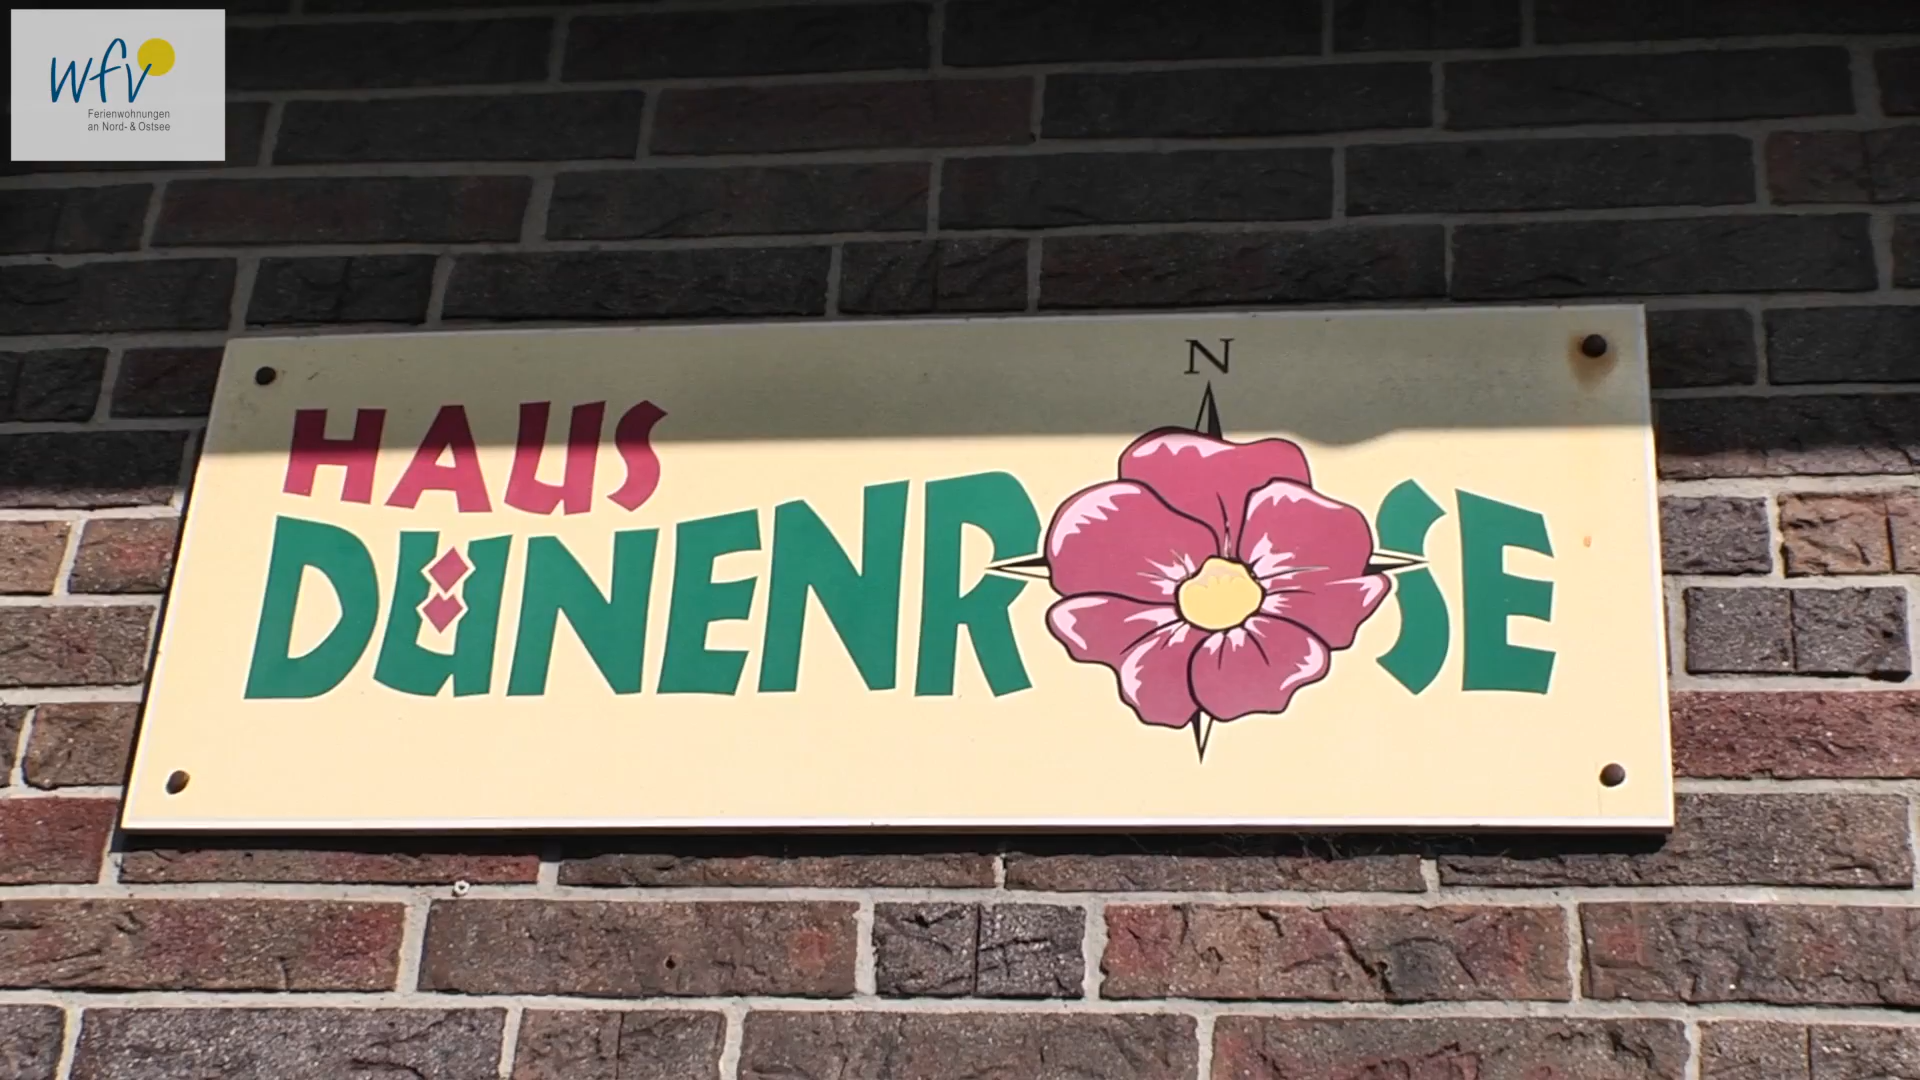 wfv
Ferienwohnungen
an Nord- & Ostsee
N
HAUS
DÜNENROSE